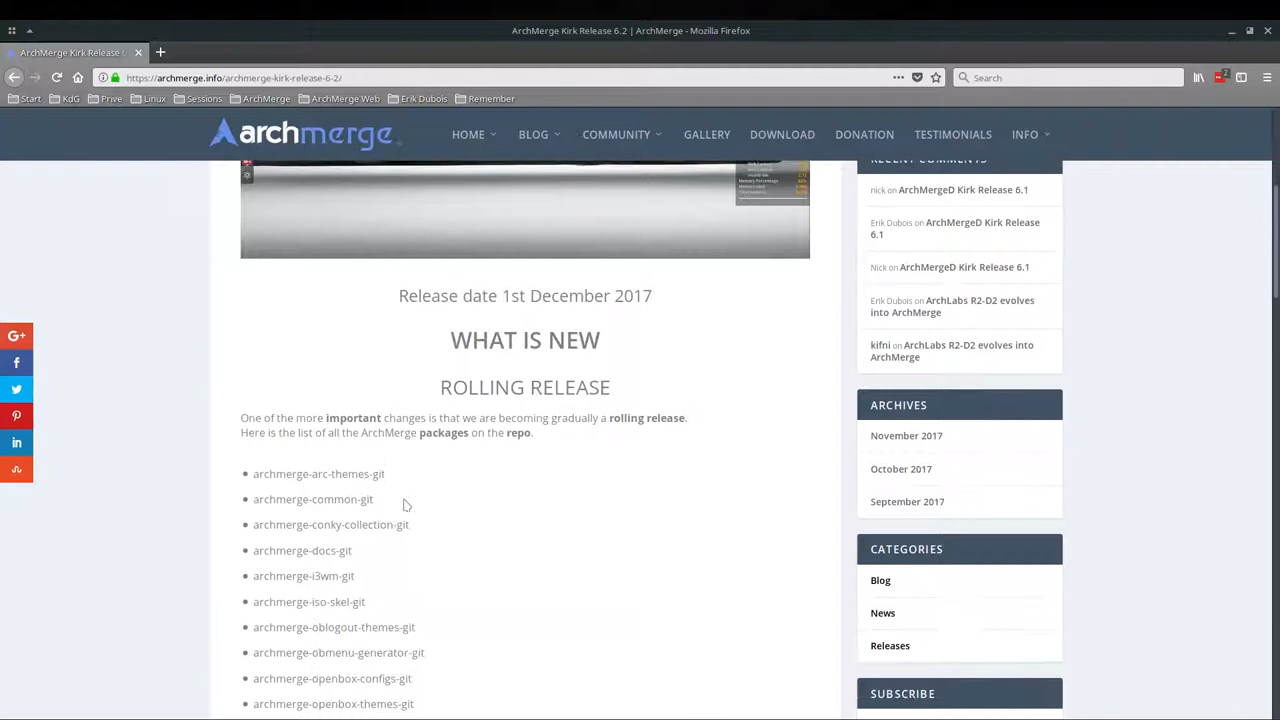 ArchMerge Kirk Release 6.2 | ArchMerge - Mozilla Firefox
ArchMerge Kirk Release
https://archmerge.info/archmerge-kirk-release-6-2/
Search
2
Start KdG Prive Linux Sessions ArchMerge ArchMerge Web Erik Dubois Remember
archmerge
HOME BLOG COMMUNITY GALLERY DOWNLOAD DONATION TESTIMONIALS INFO
RECENT COMMENTS
nick on ArchMergeD Kirk Release 6.1
Erik Dubois on ArchMergeD Kirk Release
6.1
Nick on ArchMergeD Kirk Release 6.1
Erik Dubois on ArchLabs R2-D2 evolves
into ArchMerge
kifni on ArchLabs R2-D2 evolves into
ArchMerge
Release date 1st December 2017
WHAT IS NEW
ROLLING RELEASE
One of the more important changes is that we are becoming gradually a rolling release.
Here is the list of all the ArchMerge packages on the repo.
archmerge-arc-themes-git
archmerge-common-git
archmerge-conky-collection-git
archmerge-docs-git
archmerge-i3wm-git
archmerge-iso-skel-git
archmerge-oblogout-themes-git
archmerge-obmenu-generator-git
archmerge-openbox-configs-git
archmerge-openbox-themes-git
ARCHIVES
November 2017
October 2017
September 2017
CATEGORIES
Blog
News
Releases
SUBSCRIBE
G+
f
in